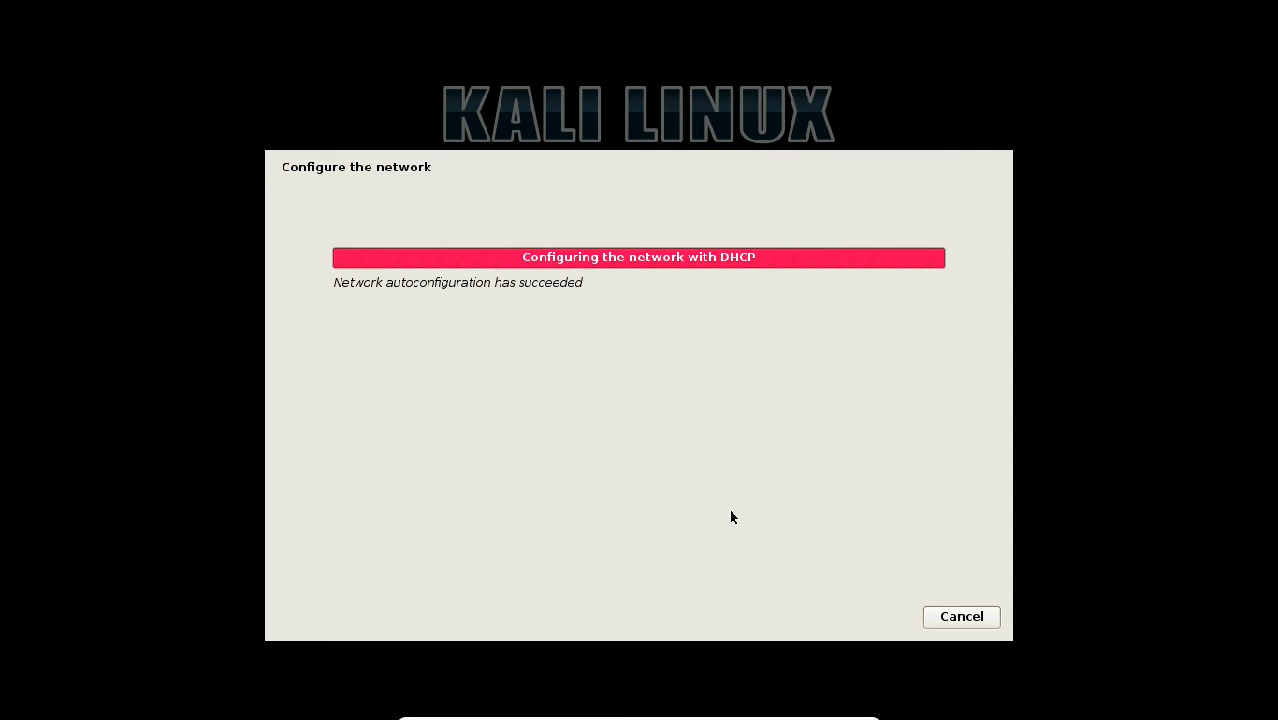 KALI LINUX
Configure the network
Configuring the network with DHCP
Network autoconfiguration has succeeded
Cancel